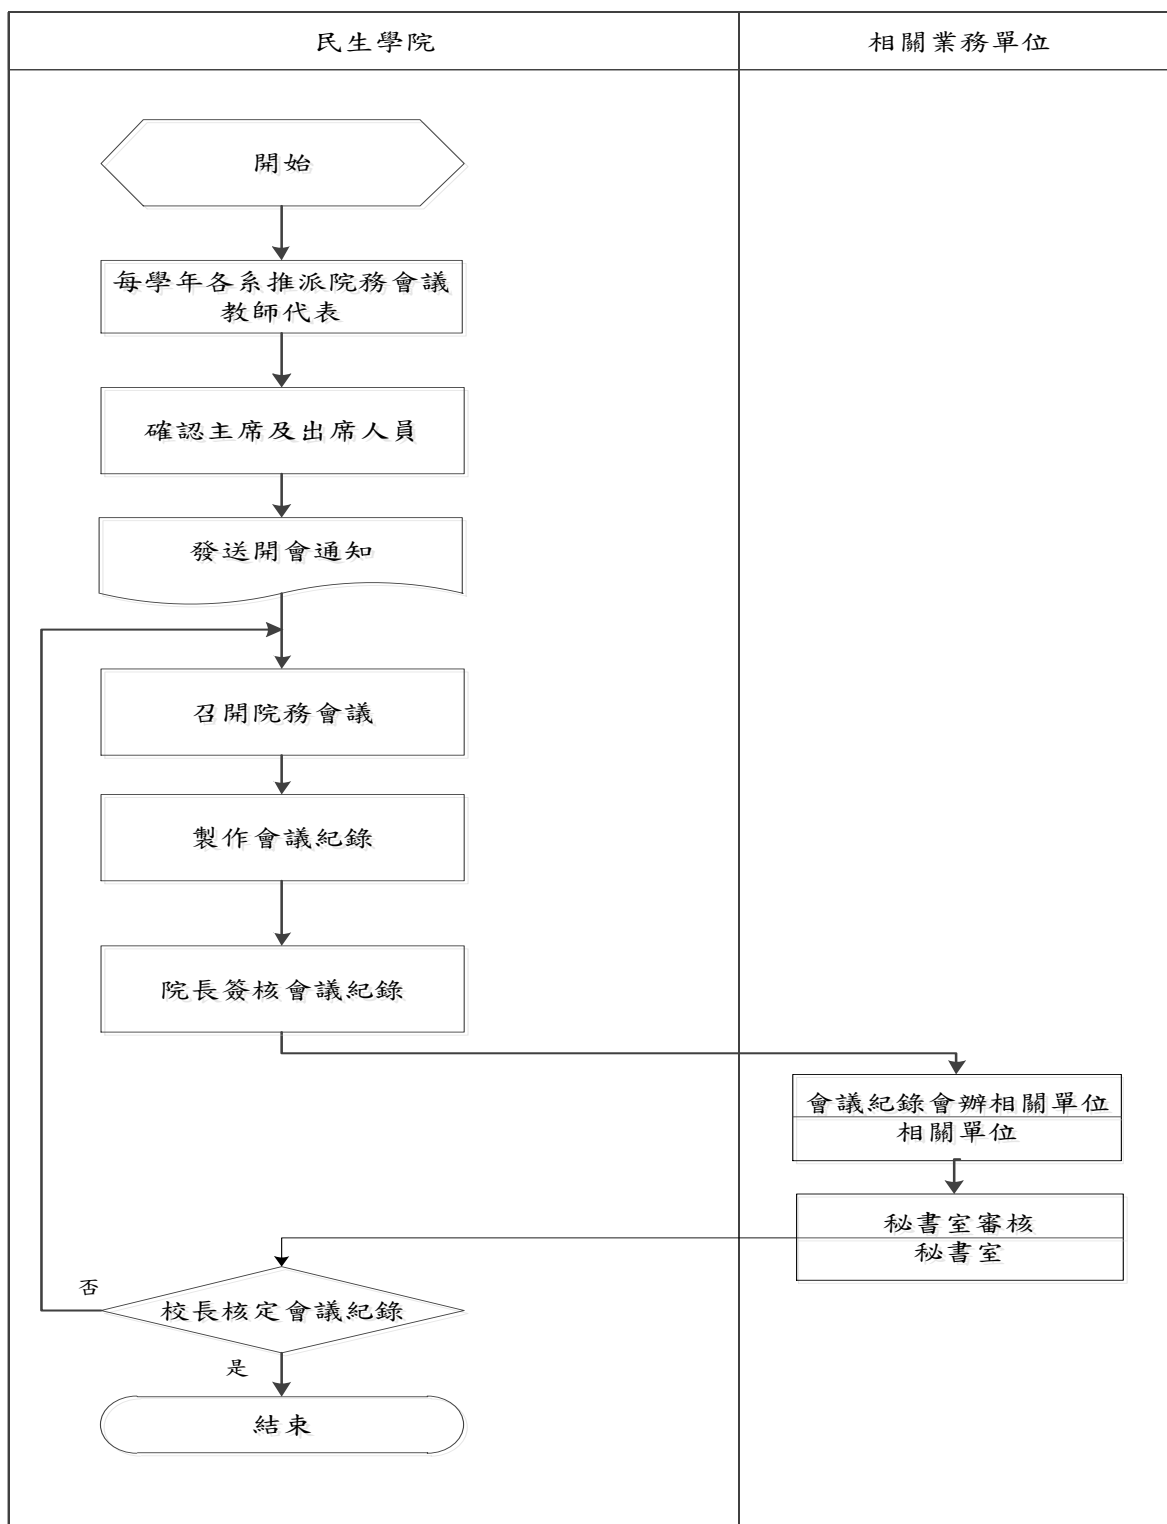 民生學院
相關業務單位
開始
每學年各系推派院務會議
教師代表
確認主席及出席人員
發送開會通知
召開院務會議
製作會議紀錄
院長簽核會議紀錄
會議紀錄會辦相關單位
相關單位
秘書室審核
秘書室
否
校長核定會議紀錄
是
結束